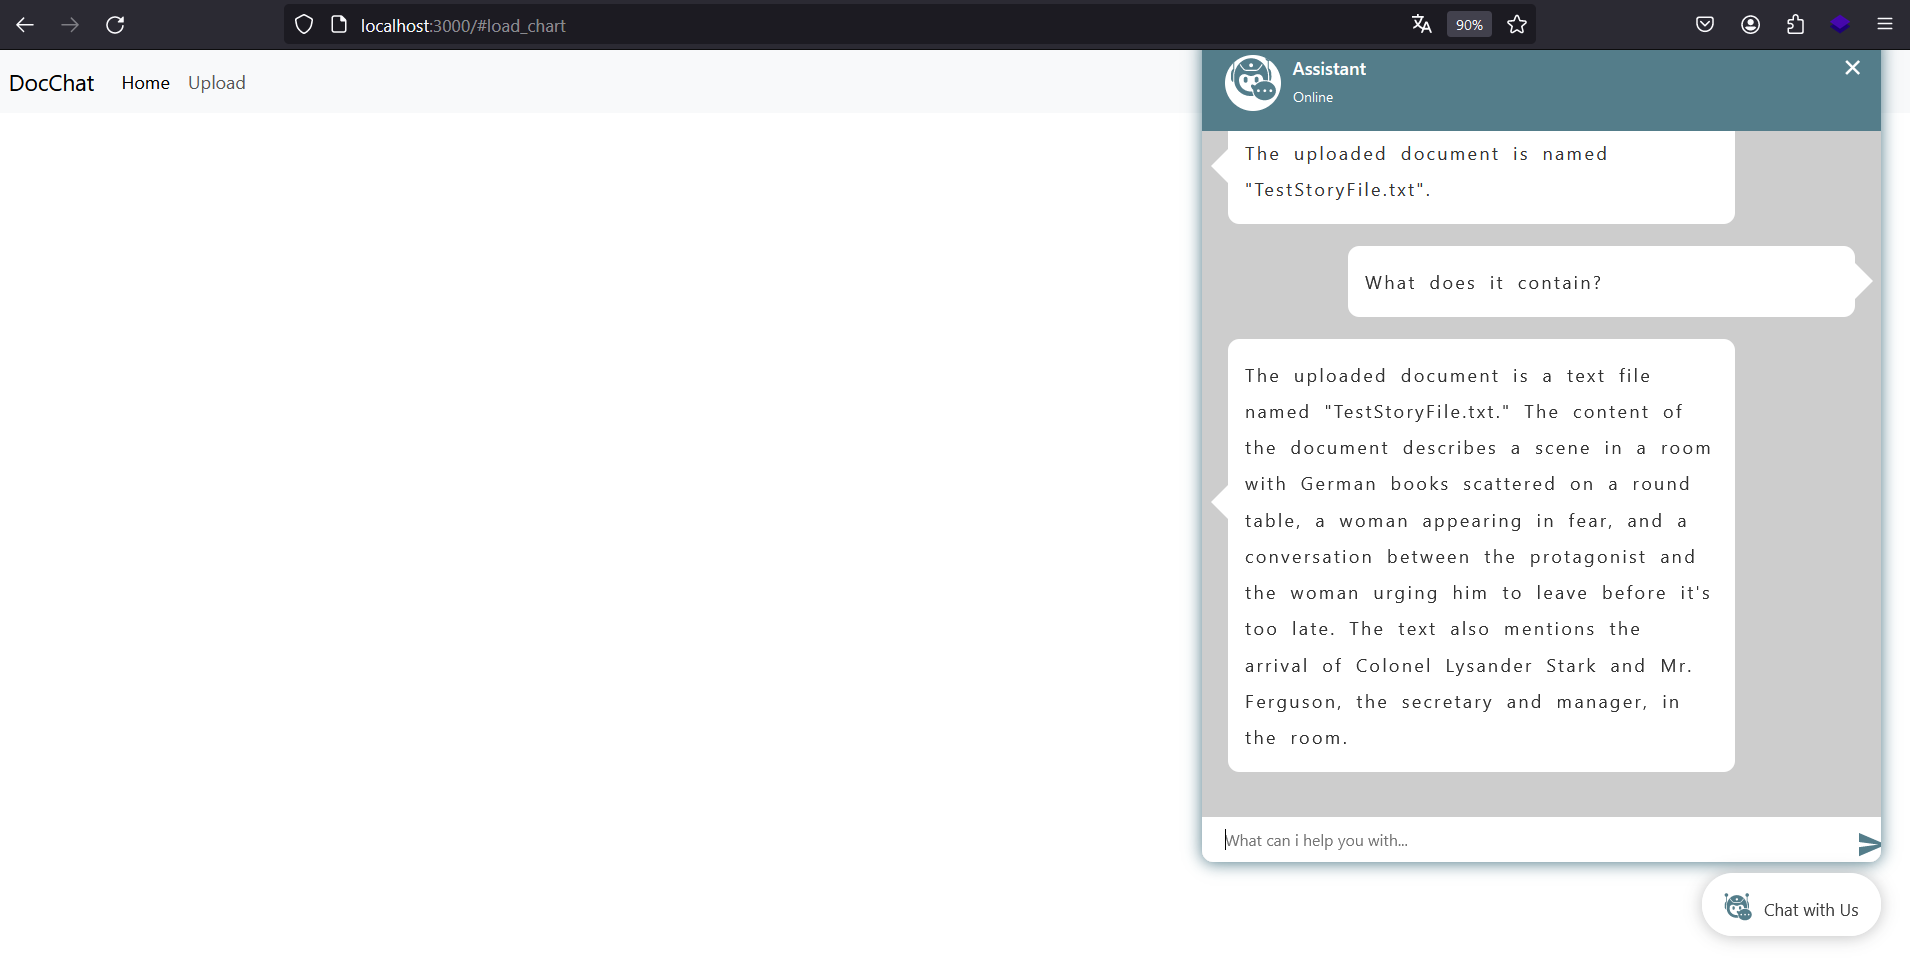 localhost:3000/#load_chart
90%
DocChat
Home
Upload
Assistant
Online
The uploaded document is named
"TestStoryFile.txt".
What does it contain?
The uploaded document is a text file
named "TestStoryFile.txt." The content of
the document describes a scene in a room
with German books scattered on a round
table, a woman appearing in fear, and a
conversation between the protagonist and
the woman urging him to leave before it's
too late. The text also mentions the
arrival of Colonel Lysander Stark and Mr.
Ferguson, the secretary and manager, in
the room.
What can i help you with...
Chat with Us